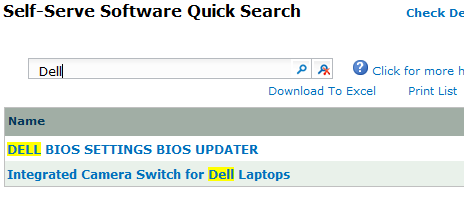 Self-Serve Software Quick Search
Check De
Dell
Click for more h
Download To Excel Print List
Name
DELL BIOS SETTINGS BIOS UPDATER
Integrated Camera Switch for Dell Laptops